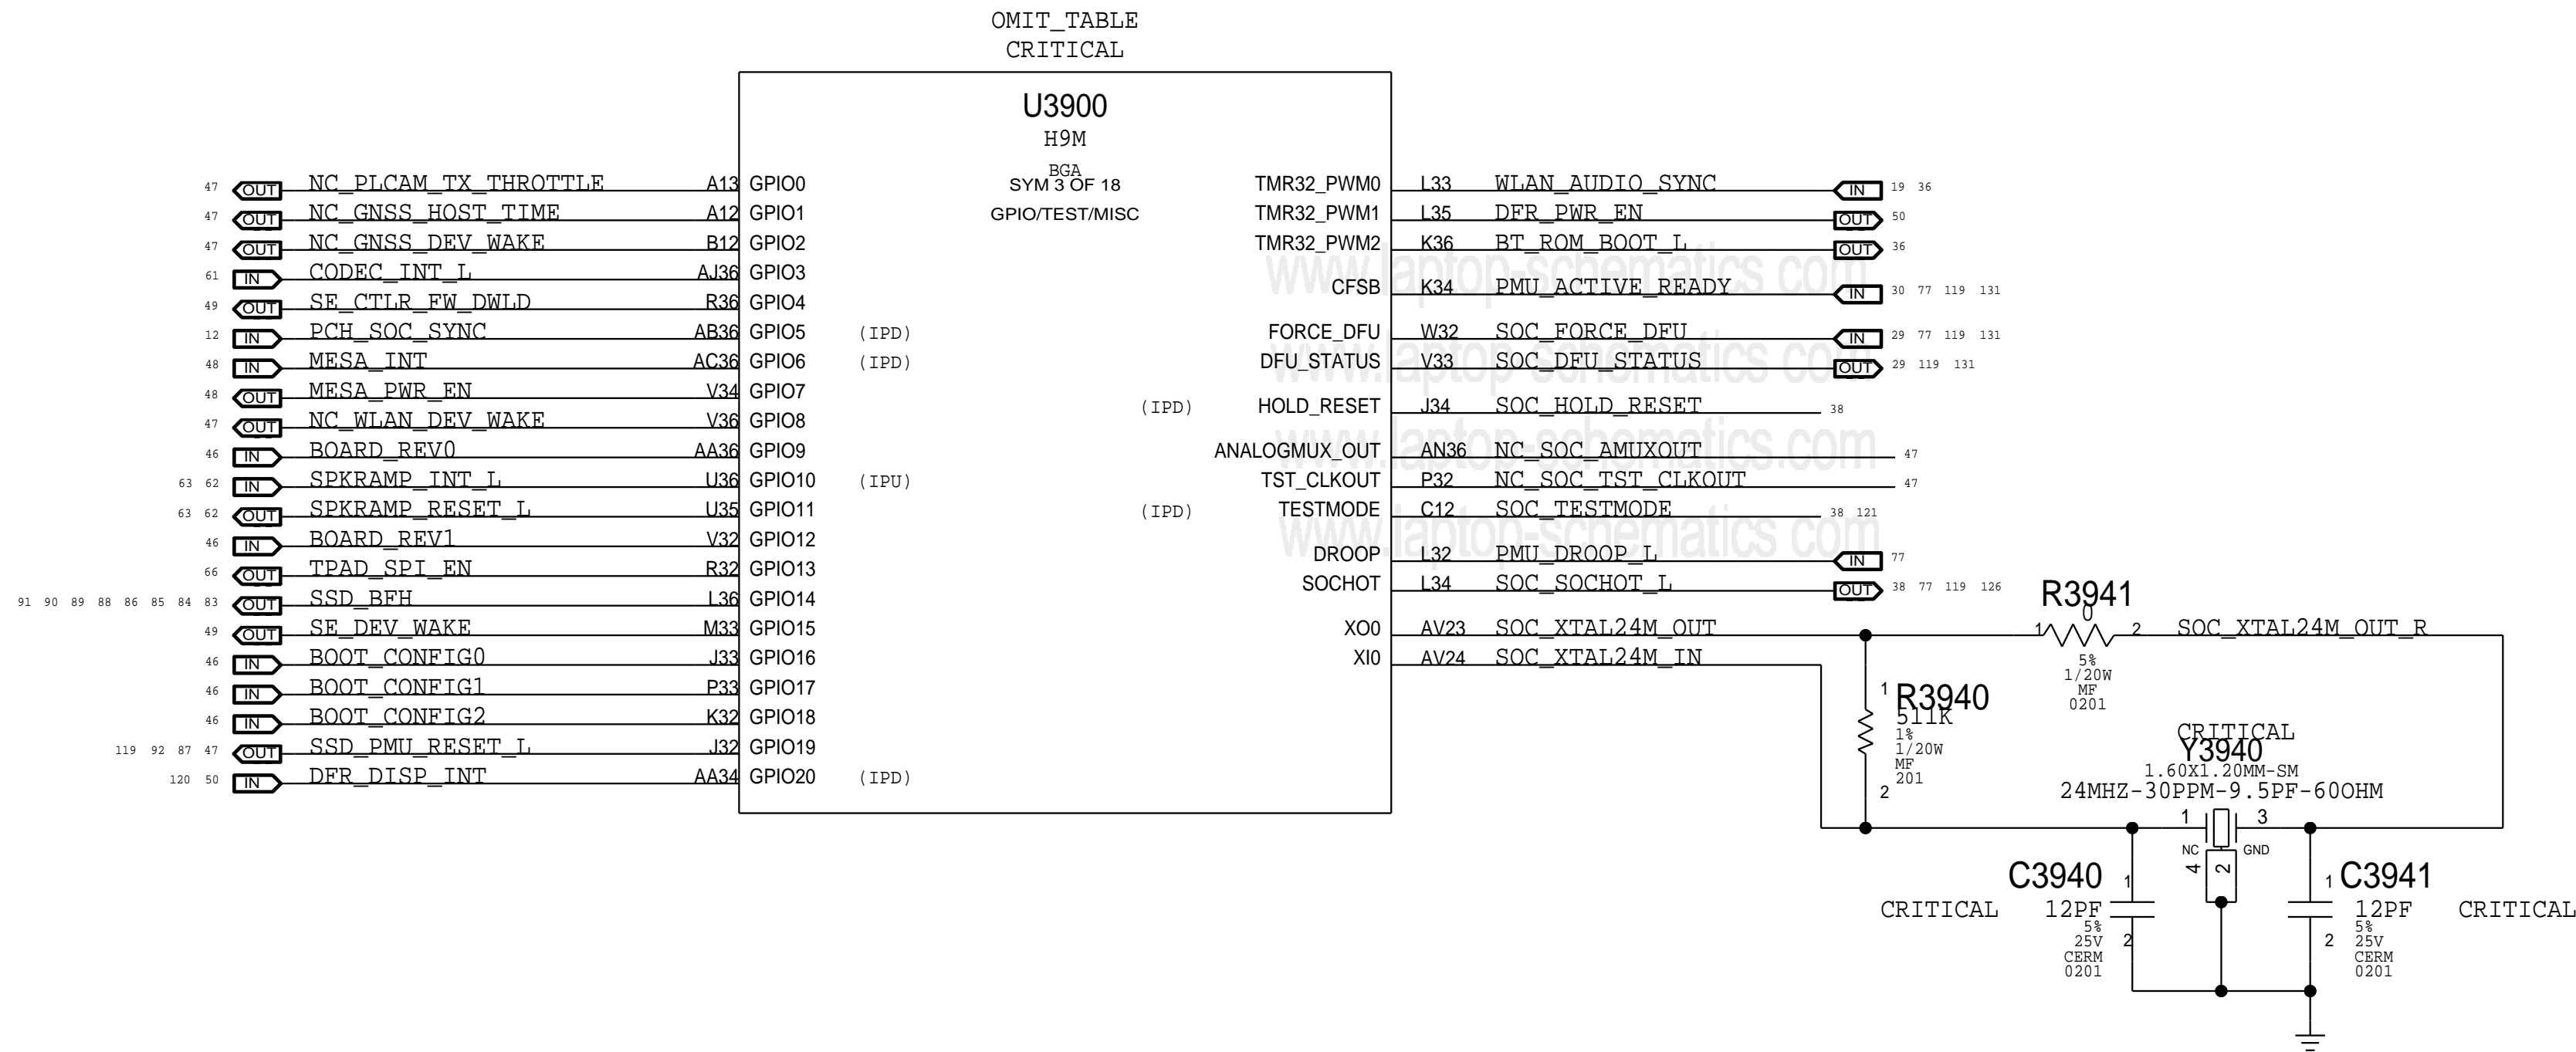 OMIT_TABLE
CRITICAL
U3900
H9M
BGA
SYM 3 OF 18
GPIO/TEST/MISC
47 OUT NC_PLCAM_TX_THROTTLE A13 GPIO0
47 OUT NC_GNSS_HOST_TIME A12 GPIO1
47 OUT NC_GNSS_DEV_WAKE B12 GPIO2
61 IN CODEC_INT_L AJ36 GPIO3
49 OUT SE_CTLR_FW_DWLD R36 GPIO4
12 IN PCH_SOC_SYNC AB36 GPIO5 (IPD)
48 IN MESA_INT AC36 GPIO6 (IPD)
48 OUT MESA_PWR_EN V34 GPIO7
47 OUT NC_WLAN_DEV_WAKE V36 GPIO8
46 IN BOARD_REV0 AA36 GPIO9
63 62 IN SPKRAMP_INT_L U36 GPIO10 (IPU)
63 62 OUT SPKRAMP_RESET_L U35 GPIO11
46 IN BOARD_REV1 V32 GPIO12
66 OUT TPAD_SPI_EN R32 GPIO13
91 90 89 88 86 85 84 83 OUT SSD_BFH L36 GPIO14
49 OUT SE_DEV_WAKE M33 GPIO15
46 IN BOOT_CONFIG0 J33 GPIO16
46 IN BOOT_CONFIG1 P33 GPIO17
46 IN BOOT_CONFIG2 K32 GPIO18
119 92 87 47 OUT SSD_PMU_RESET_L J32 GPIO19
120 50 IN DFR_DISP_INT AA34 GPIO20 (IPD)
TMR32_PWM0 L33 WLAN_AUDIO_SYNC IN 19 36
TMR32_PWM1 L35 DFR_PWR_EN OUT 50
TMR32_PWM2 K36 BT_ROM_BOOT_L OUT 36
www.laptop-schematics.com
CFSB K34 PMU_ACTIVE_READY IN 30 77 119 131
FORCE_DFU W32 SOC_FORCE_DFU IN 29 77 119 131
www.laptop-schematics.com
DFU_STATUS V33 SOC_DFU_STATUS OUT 29 119 131
(IPD) HOLD_RESET J34 SOC_HOLD_RESET 38
www.laptop-schematics.com
ANALOGMUX_OUT AN36 NC_SOC_AMUXOUT 47
TST_CLKOUT P32 NC_SOC_TST_CLKOUT 47
(IPD) TESTMODE C12 SOC_TESTMODE 38 121
www.laptop-schematics.com
DROOP L32 PMU_DROOP_L IN 77
SOCHOT L34 SOC_SOCHOT_L OUT 38 77 119 126
XO0 AV23 SOC_XTAL24M_OUT
XI0 AV24 SOC_XTAL24M_IN
R3941
0
1 2 SOC_XTAL24M_OUT_R
5%
1/20W
MF
0201
1
R3940
511K
1%
1/20W
MF
201
2
CRITICAL
Y3940
1.60X1.20MM-SM
24MHZ-30PPM-9.5PF-60OHM
1 3
NC GND
4 2
C3940
1
CRITICAL 12PF
5%
25V
CERM
0201
2
1 C3941
12PF CRITICAL
5%
25V
CERM
0201
2